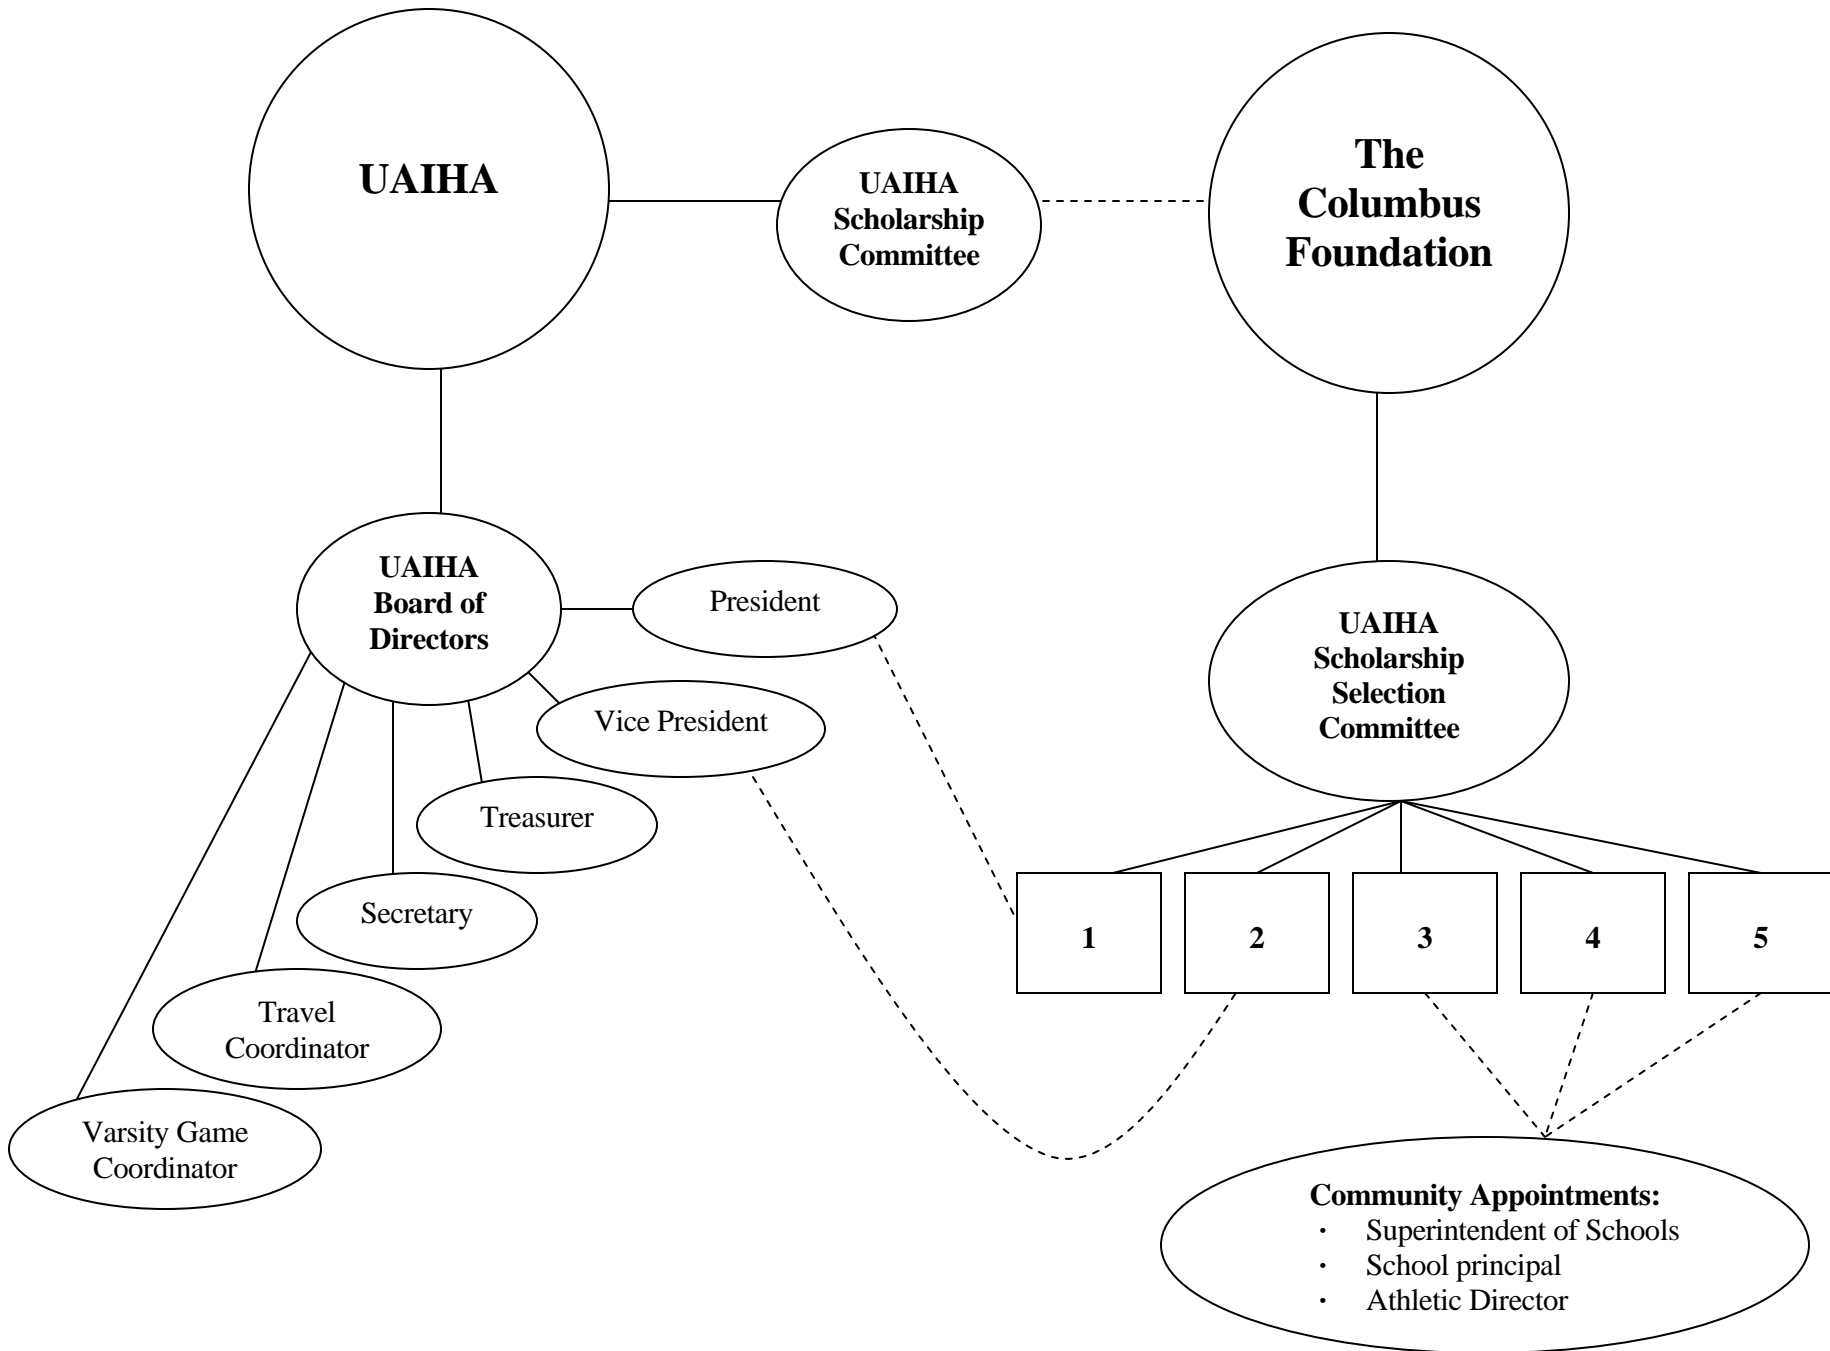 UAIHA
UAIHA
Scholarship
Committee
The
Columbus
Foundation
UAIHA
Board of
Directors
President
Vice President
Treasurer
Secretary
Travel
Coordinator
Varsity Game
Coordinator
UAIHA
Scholarship
Selection
Committee
1
2
3
4
5
Community Appointments:
· Superintendent of Schools
· School principal
· Athletic Director